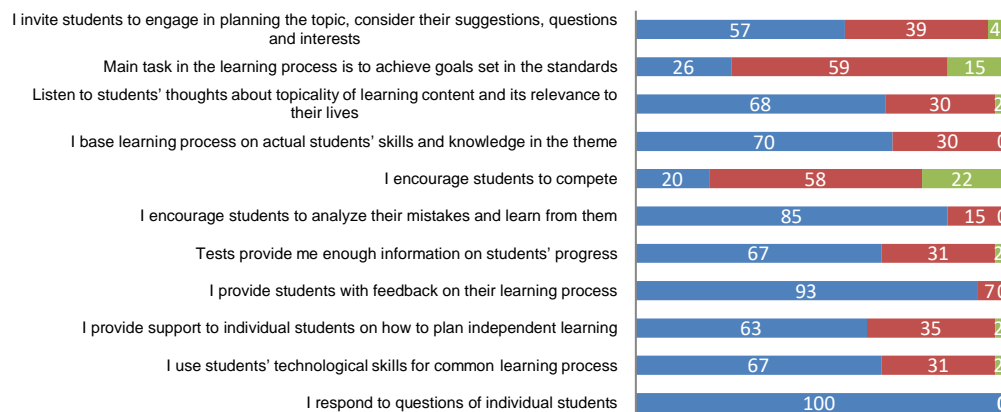 I invite students to engage in planning the topic, consider their suggestions, questions
and interests
57 39 4
Main task in the learning process is to achieve goals set in the standards
26 59 15
Listen to students’ thoughts about topicality of learning content and its relevance to
their lives
68 30 2
I base learning process on actual students’ skills and knowledge in the theme
70 30 0
I encourage students to compete
20 58 22
I encourage students to analyze their mistakes and learn from them
85 15 0
Tests provide me enough information on students’ progress
67 31 2
I provide students with feedback on their learning process
93 7 0
I provide support to individual students on how to plan independent learning
63 35 2
I use students’ technological skills for common learning process
67 31 2
I respond to questions of individual students
100 0